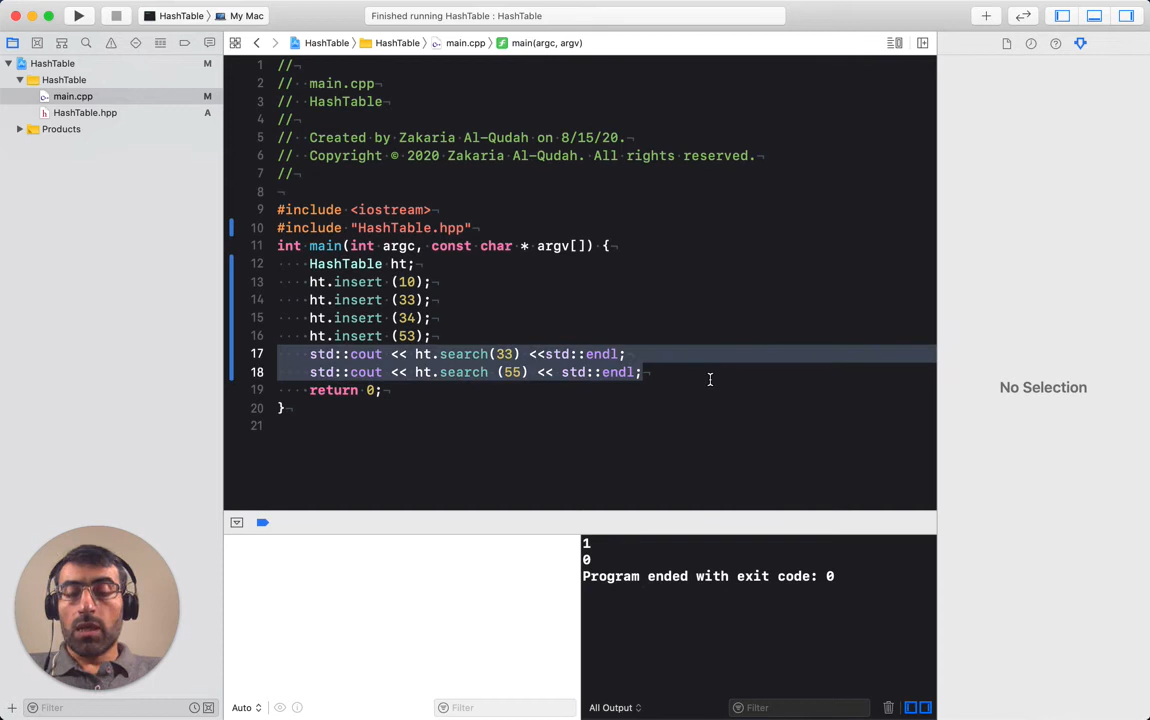 HashTable 〉 My Mac
Finished running HashTable : HashTable
HashTable M
HashTable
main.cpp M
HashTable.hpp A
Products
HashTable 〉 HashTable 〉 main.cpp 〉 main(argc, argv)
1 //
2 //  main.cpp
3 //  HashTable
4 //
5 //  Created by Zakaria Al-Qudah on 8/15/20.
6 //  Copyright © 2020 Zakaria Al-Qudah. All rights reserved.
7 //
8
9 #include <iostream>
10 #include "HashTable.hpp"
11 int main(int argc, const char * argv[]) {
12     HashTable ht;
13     ht.insert (10);
14     ht.insert (33);
15     ht.insert (34);
16     ht.insert (53);
17     std::cout << ht.search(33) <<std::endl;
18     std::cout << ht.search (55) << std::endl;
19     return 0;
20 }
21
No Selection
1
0
Program ended with exit code: 0
Filter
Auto
Filter
All Output
Filter